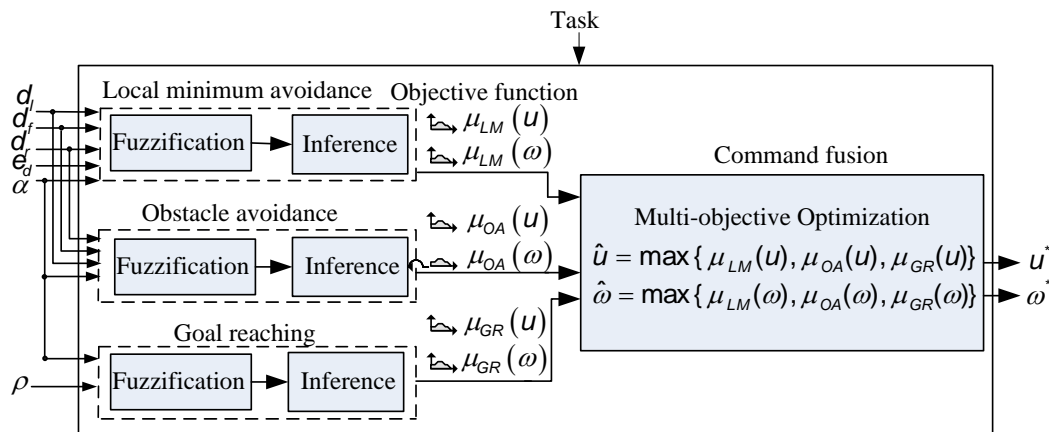 Task
Local minimum avoidance
Objective function
d_l
d_f
d_r
e_d
α
Fuzzification
Inference
μ_LM(u)
μ_LM(ω)
Command fusion
Obstacle avoidance
Fuzzification
Inference
μ_OA(u)
μ_OA(ω)
Multi-objective Optimization
û = max{μ_LM(u), μ_OA(u), μ_GR(u)}
ω̂ = max{μ_LM(ω), μ_OA(ω), μ_GR(ω)}
u*
ω*
Goal reaching
ρ
Fuzzification
Inference
μ_GR(u)
μ_GR(ω)